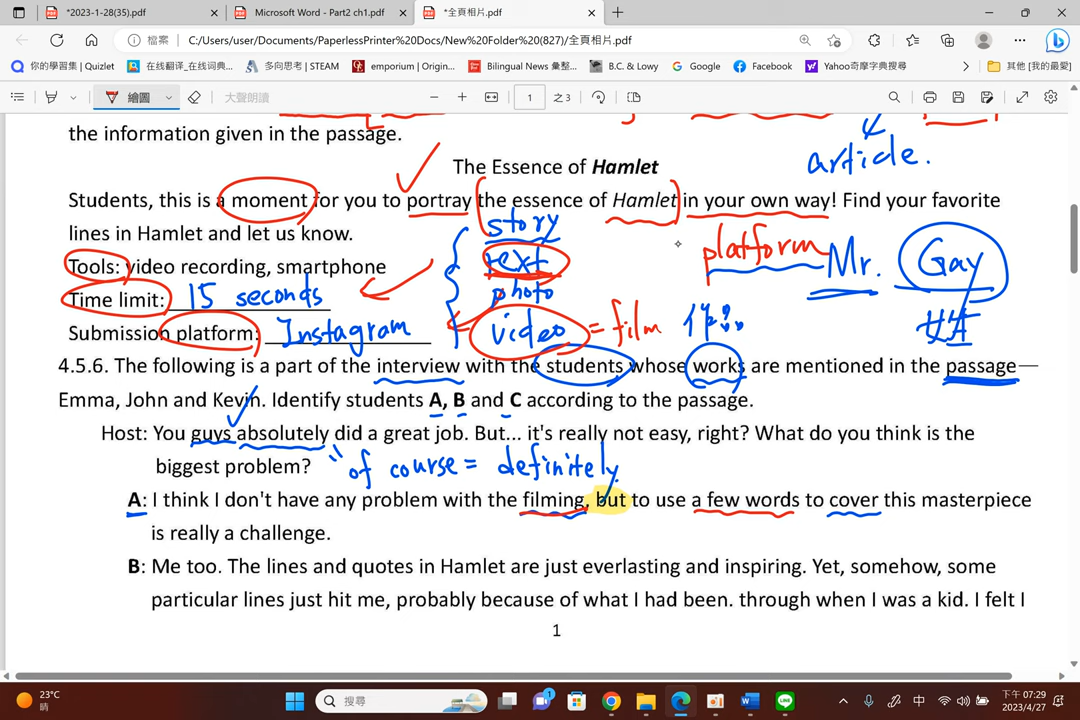 *2023-1-28(35).pdf
Microsoft Word - Part2 ch1.pdf
*全頁相片.pdf
檔案
C:/Users/user/Documents/PaperlessPrinter%20Docs/New%20Folder%20(827)/全頁相片.pdf
你的學習集 | Quizlet
在线翻译_在线词典...
多向思考 | STEAM
emporium | Origin...
Bilingual News 彙整...
B.C. & Lowy
Google
Facebook
Yahoo奇摩字典搜尋
其他 [我的最愛]
繪圖
大聲朗讀
1
之 3
the information given in the passage.
article.
The Essence of Hamlet
Students, this is a moment for you to portray the essence of Hamlet in your own way! Find your favorite
story
lines in Hamlet and let us know.
platform
Mr. Gay
Tools: video recording, smartphone
text
photo
Time limit: 15 seconds
Submission platform: Instagram
video = film
4.5.6. The following is a part of the interview with the students whose works are mentioned in the passage—
Emma, John and Kevin. Identify students A, B and C according to the passage.
Host: You guys absolutely did a great job. But... it's really not easy, right? What do you think is the
biggest problem?
of course = definitely
A: I think I don't have any problem with the filming, but to use a few words to cover this masterpiece
is really a challenge.
B: Me too. The lines and quotes in Hamlet are just everlasting and inspiring. Yet, somehow, some
particular lines just hit me, probably because of what I had been. through when I was a kid. I felt I
1
23°C
晴
搜尋
1
中
下午 07:29
2023/4/27